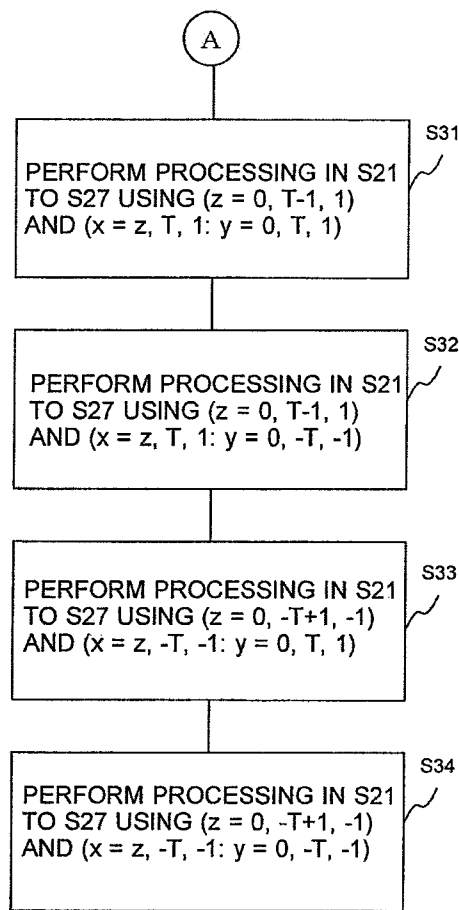 A
S31
PERFORM PROCESSING IN S21
TO S27 USING (z = 0, T-1, 1)
AND (x = z, T, 1: y = 0, T, 1)
S32
PERFORM PROCESSING IN S21
TO S27 USING (z = 0, T-1, 1)
AND (x = z, T, 1: y = 0, -T, -1)
S33
PERFORM PROCESSING IN S21
TO S27 USING (z = 0, -T+1, -1)
AND (x = z, -T, -1: y = 0, T, 1)
S34
PERFORM PROCESSING IN S21
TO S27 USING (z = 0, -T+1, -1)
AND (x = z, -T, -1: y = 0, -T, -1)